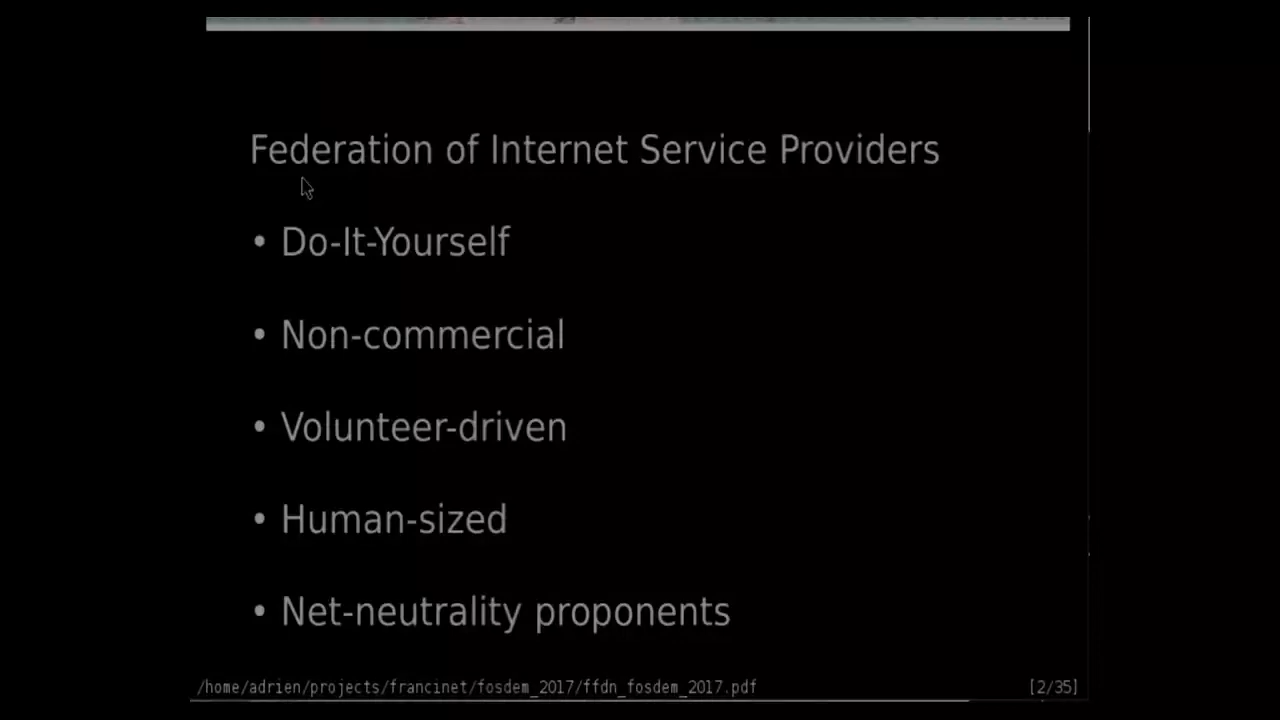 Federation of Internet Service Providers
• Do-It-Yourself
• Non-commercial
• Volunteer-driven
• Human-sized
• Net-neutrality proponents
/home/adrien/projects/francinet/fosdem_2017/ffdn_fosdem_2017.pdf [2/35]